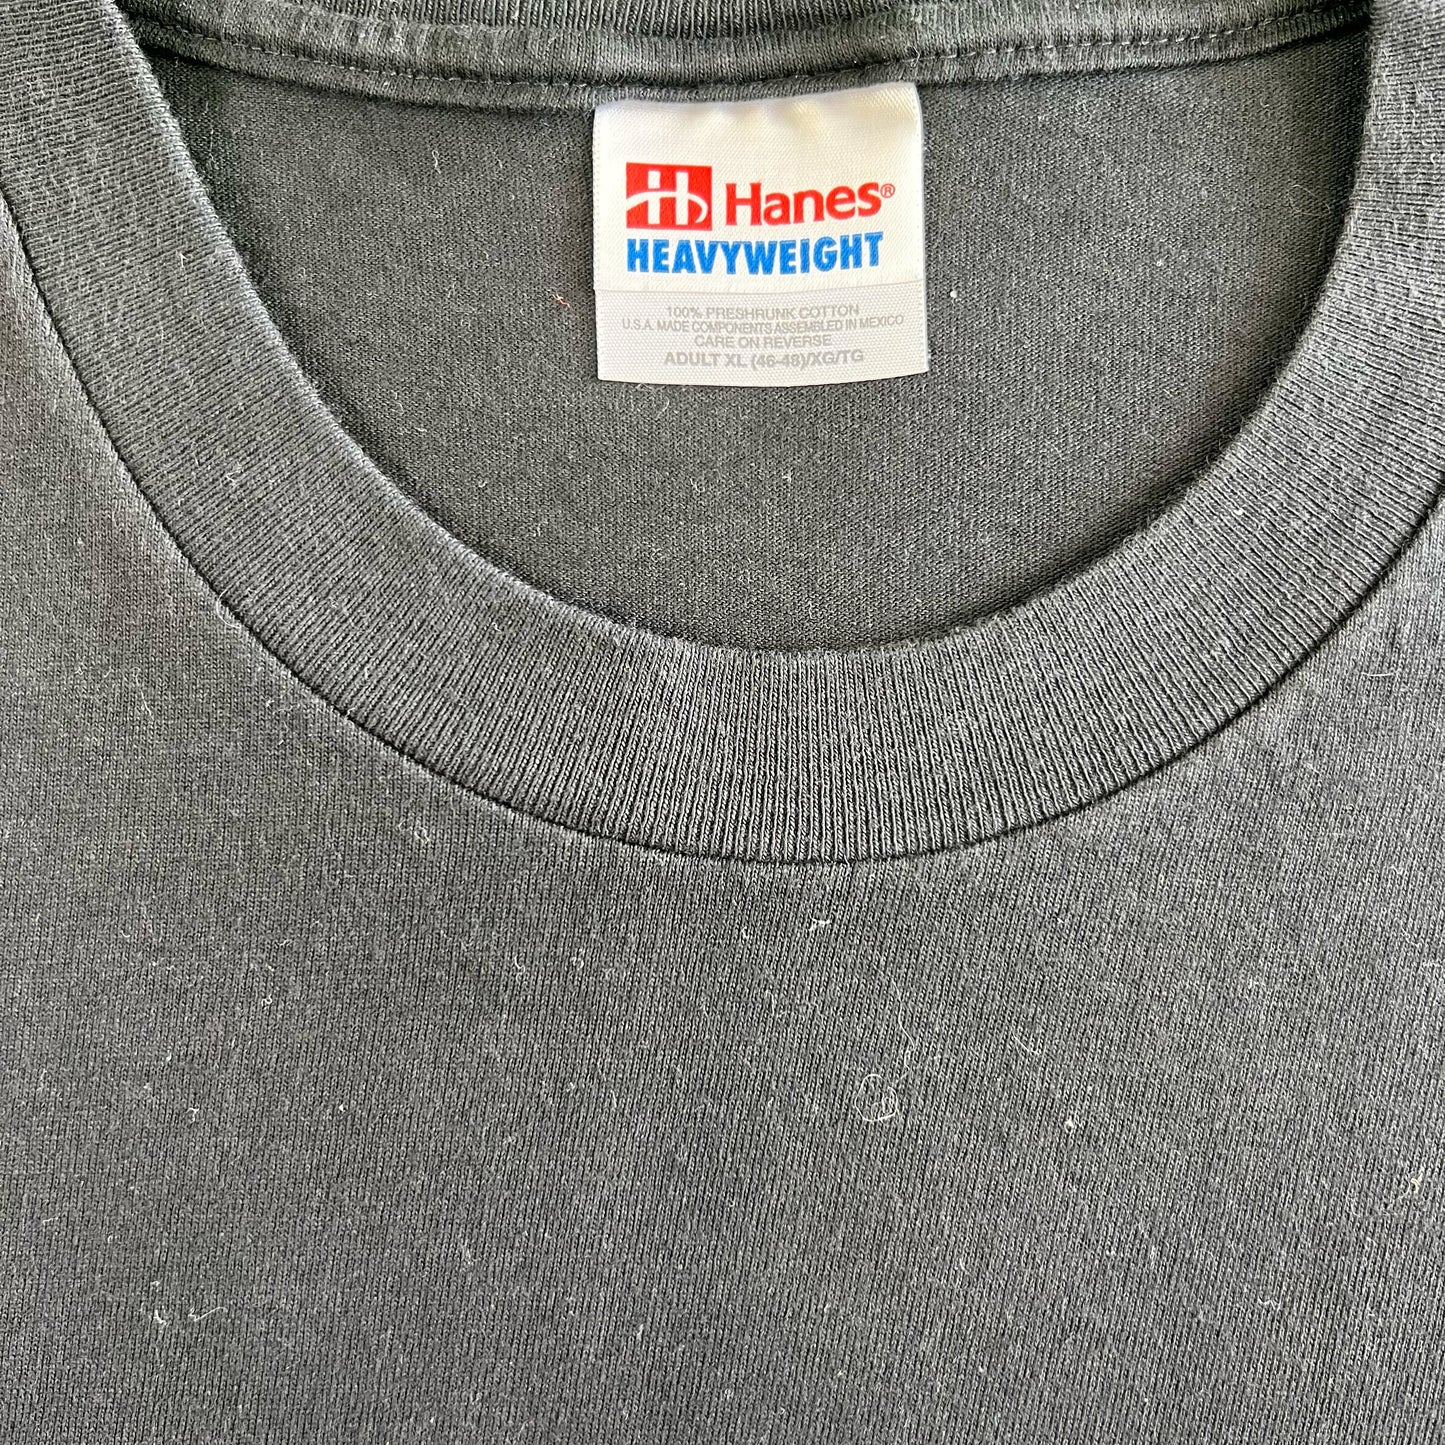 H Hanes®
HEAVYWEIGHT
100% PRESHRUNK COTTON
U.S.A. MADE COMPONENTS ASSEMBLED IN MEXICO
CARE ON REVERSE
ADULT XL (46-48)/XG/TG